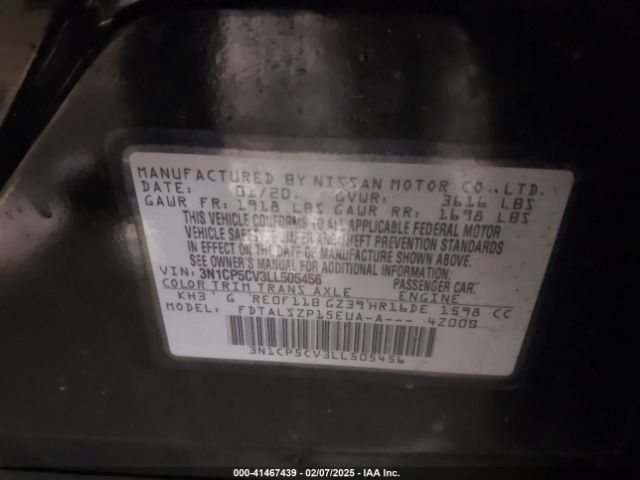 MANUFACTURED BY NISSAN MOTOR CO., LTD.
DATE: 01/20 GVWR: 3616 LBS
GAWR FR: 1918 LBS GAWR RR: 1698 LBS
THIS VEHICLE CONFORMS TO ALL APPLICABLE FEDERAL MOTOR
VEHICLE SAFETY, BUMPER AND THEFT PREVENTION STANDARDS
IN EFFECT ON THE DATE OF MANUFACTURE SHOWN ABOVE.
SEE OWNER'S MANUAL FOR ADDITIONAL INFORMATION.
VIN: 3N1CP5CV3LL505456 PASSENGER CAR
COLOR TRIM TRANS AXLE ENGINE
KH3 G RE0F11B GZ39 HR16DE 1598 CC
MODEL: FDTALSZP15EUA-A--- 4Z000
3N1CP5CV3LL505456
000-41467439 - 02/07/2025 - IAA Inc.